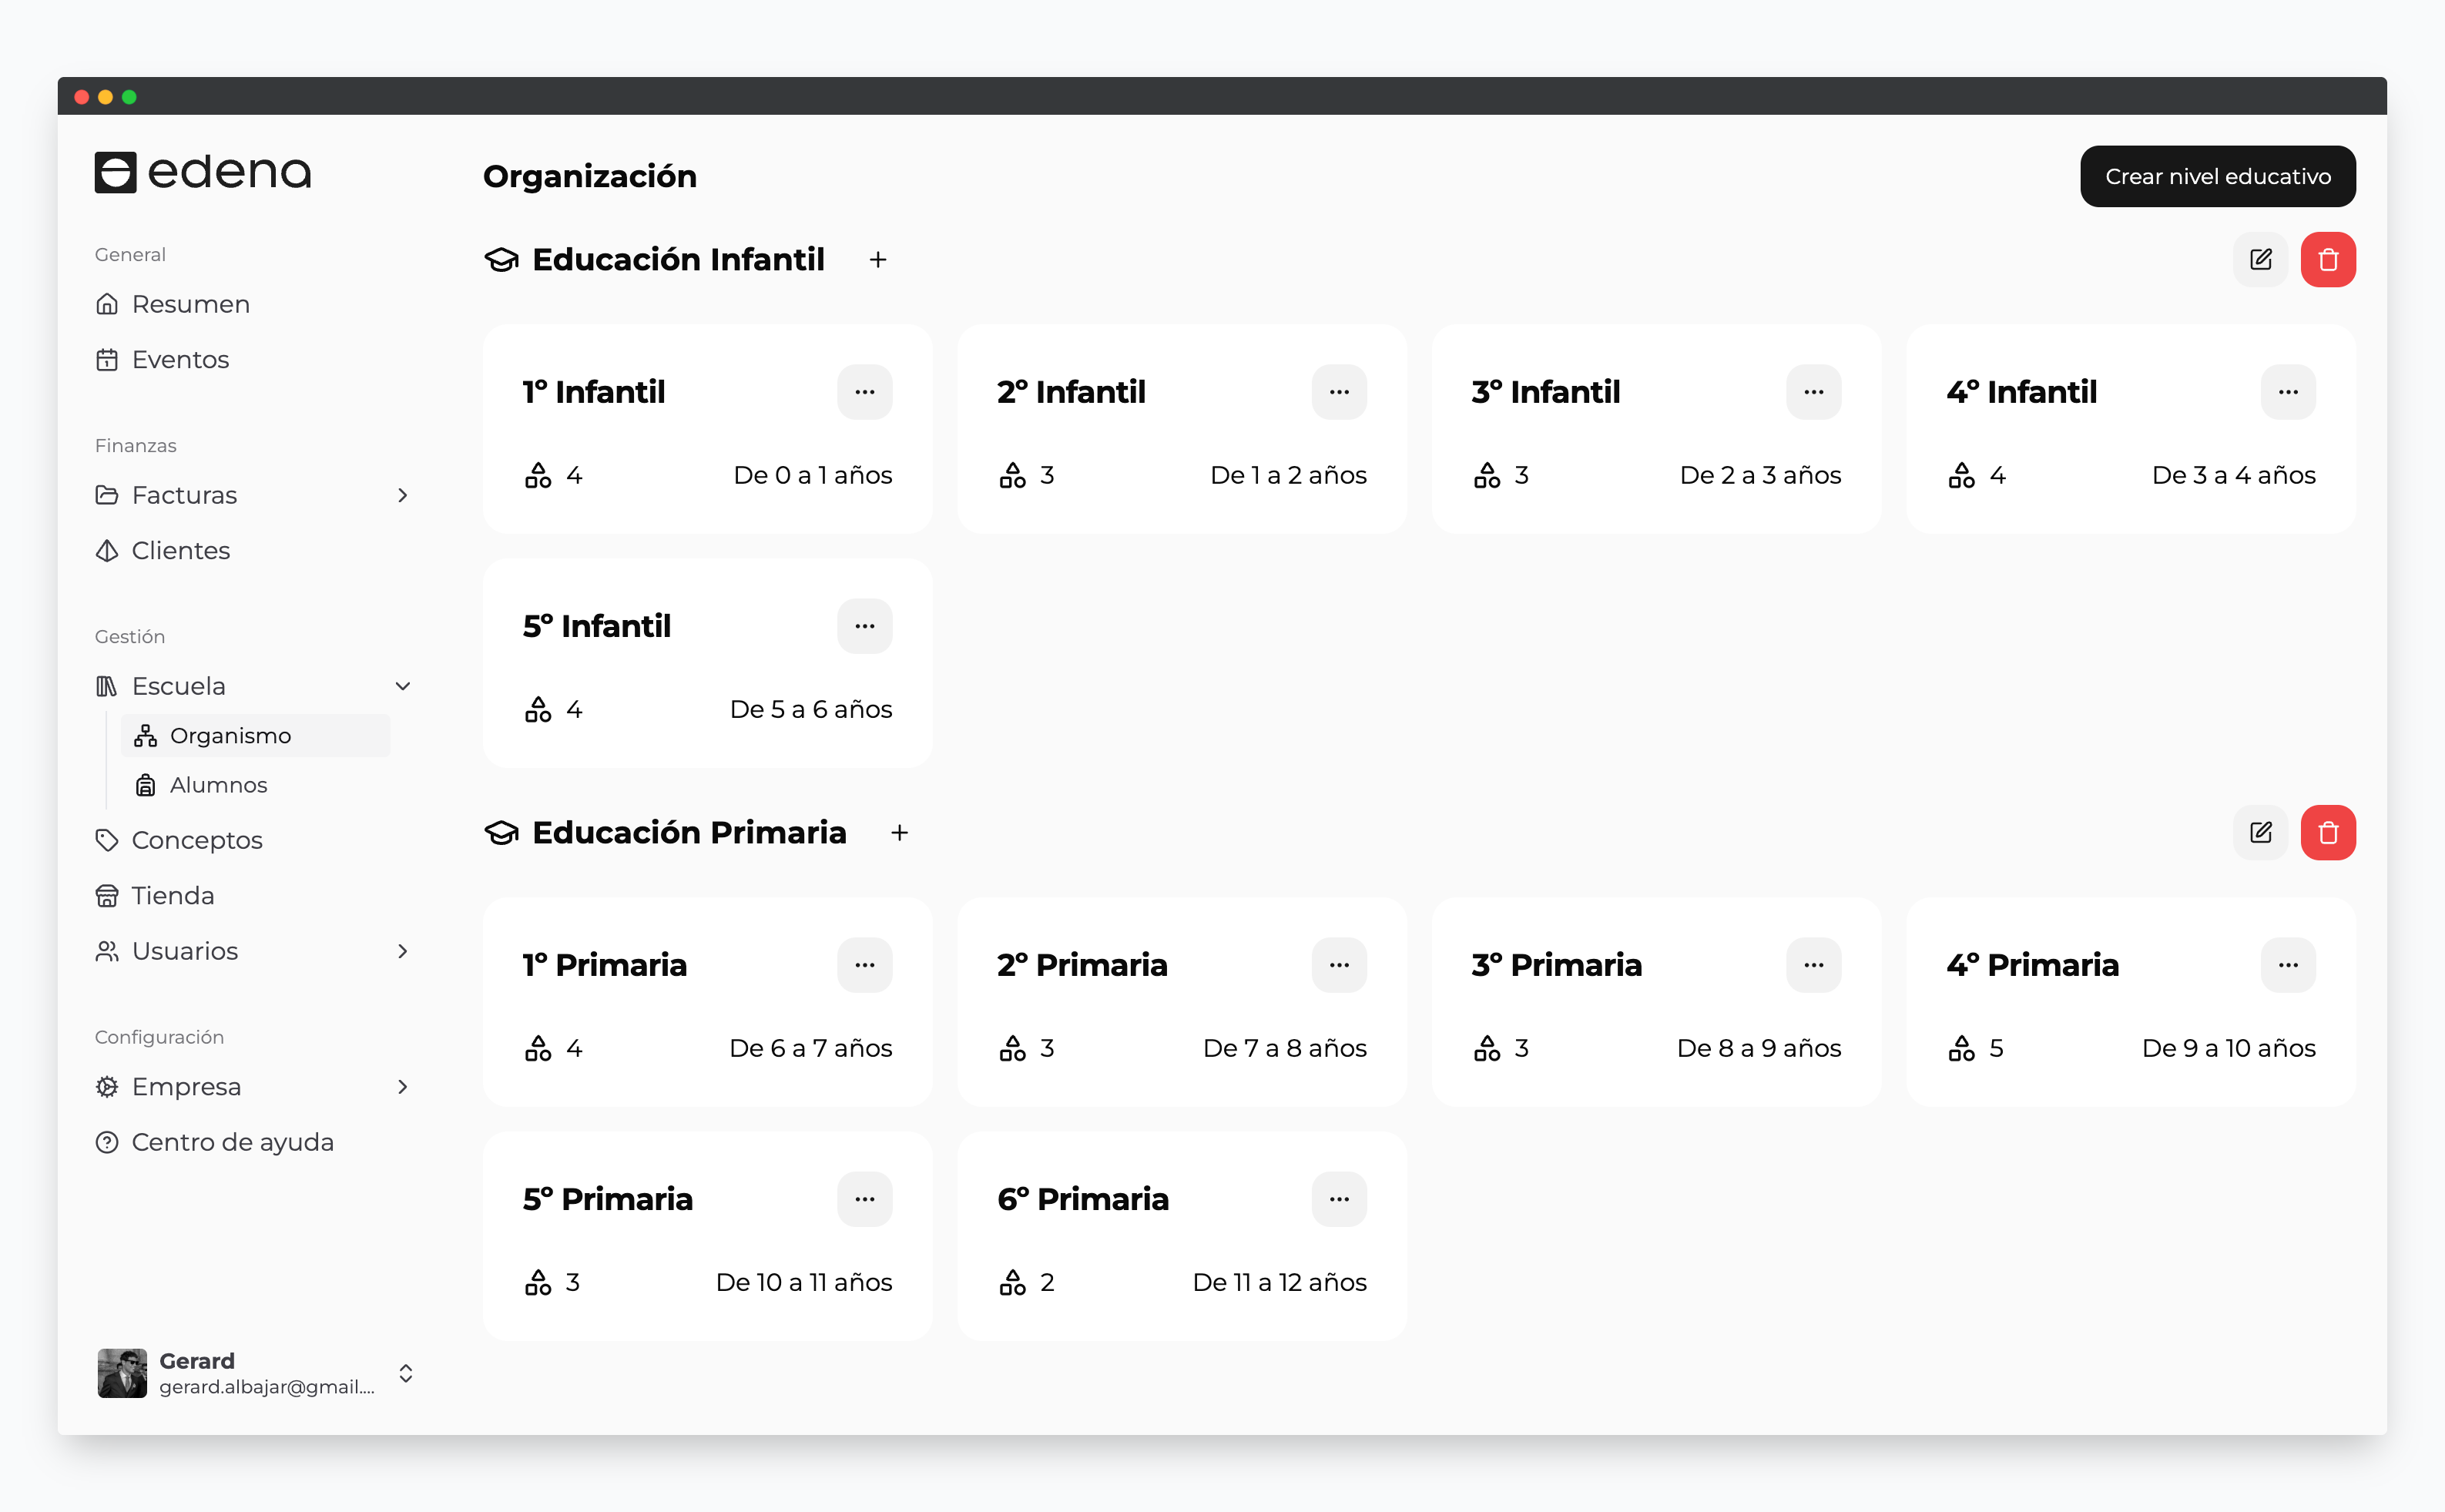 edena
General
Resumen
Eventos
Finanzas
Facturas
Clientes
Gestión
Escuela
Organismo
Alumnos
Conceptos
Tienda
Usuarios
Configuración
Empresa
Centro de ayuda
Gerard
gerard.albajar@gmail....
Organización
Crear nivel educativo
Educación Infantil +
1º Infantil ...
4 De 0 a 1 años
2º Infantil ...
3 De 1 a 2 años
3º Infantil ...
3 De 2 a 3 años
4º Infantil ...
4 De 3 a 4 años
5º Infantil ...
4 De 5 a 6 años
Educación Primaria +
1º Primaria ...
4 De 6 a 7 años
2º Primaria ...
3 De 7 a 8 años
3º Primaria ...
3 De 8 a 9 años
4º Primaria ...
5 De 9 a 10 años
5º Primaria ...
3 De 10 a 11 años
6º Primaria ...
2 De 11 a 12 años